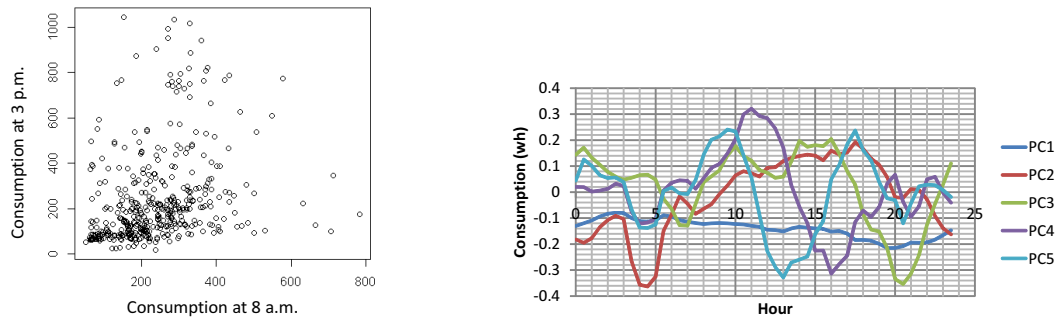 Consumption at 3 p.m.
1000
800
600
400
200
0
200
400
600
800
Consumption at 8 a.m.
Consumption (wh)
0.4
0.3
0.2
0.1
0
-0.1
-0.2
-0.3
-0.4
0
5
10
15
20
25
Hour
PC1
PC2
PC3
PC4
PC5